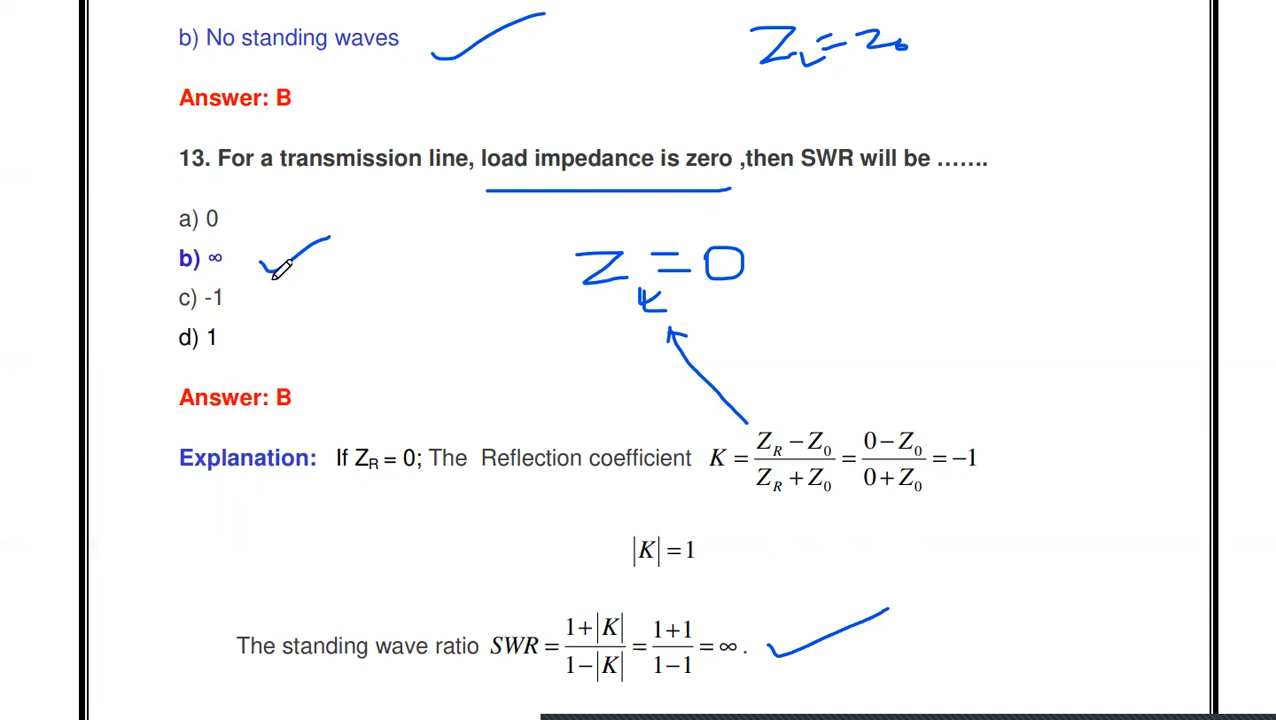 b) No standing waves Z_L = Z_0
Answer: B
13. For a transmission line, load impedance is zero ,then SWR will be …….
a) 0
b) ∞
Z_L = 0
c) -1
d) 1
Answer: B
Explanation: If Z_R = 0; The Reflection coefficient K = (Z_R − Z_0)/(Z_R + Z_0) = (0 − Z_0)/(0 + Z_0) = −1
|K| = 1
The standing wave ratio SWR = (1+|K|)/(1−|K|) = (1+1)/(1−1) = ∞ .